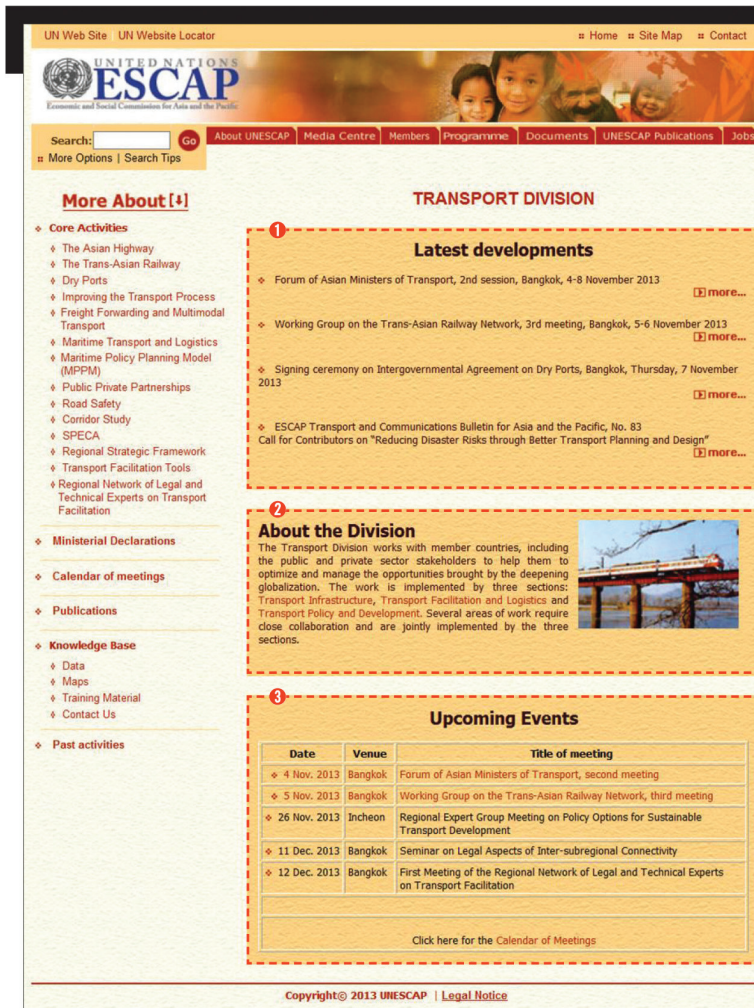 UN Web Site | UN Website Locator
Home Site Map Contact
UNITED NATIONS
ESCAP
Economic and Social Commission for Asia and the Pacific
Search: Go
More Options | Search Tips
About UNESCAP Media Centre Members Programme Documents UNESCAP Publications Jobs
More About [↓]
Core Activities
The Asian Highway
The Trans-Asian Railway
Dry Ports
Improving the Transport Process
Freight Forwarding and Multimodal
Transport
Maritime Transport and Logistics
Maritime Policy Planning Model
(MPPM)
Public Private Partnerships
Road Safety
Corridor Study
SPECA
Regional Strategic Framework
Transport Facilitation Tools
Regional Network of Legal and
Technical Experts on Transport
Facilitation
Ministerial Declarations
Calendar of meetings
Publications
Knowledge Base
Data
Maps
Training Material
Contact Us
Past activities
TRANSPORT DIVISION
1
Latest developments
Forum of Asian Ministers of Transport, 2nd session, Bangkok, 4-8 November 2013
more...
Working Group on the Trans-Asian Railway Network, 3rd meeting, Bangkok, 5-6 November 2013
more...
Signing ceremony on Intergovernmental Agreement on Dry Ports, Bangkok, Thursday, 7 November
2013
more...
ESCAP Transport and Communications Bulletin for Asia and the Pacific, No. 83
Call for Contributors on “Reducing Disaster Risks through Better Transport Planning and Design”
more...
2
About the Division
The Transport Division works with member countries, including
the public and private sector stakeholders to help them to
optimize and manage the opportunities brought by the deepening
globalization. The work is implemented by three sections:
Transport Infrastructure, Transport Facilitation and Logistics and
Transport Policy and Development. Several areas of work require
close collaboration and are jointly implemented by the three
sections.
3
Upcoming Events
Date Venue Title of meeting
4 Nov. 2013 Bangkok Forum of Asian Ministers of Transport, second meeting
5 Nov. 2013 Bangkok Working Group on the Trans-Asian Railway Network, third meeting
26 Nov. 2013 Incheon Regional Expert Group Meeting on Policy Options for Sustainable
Transport Development
11 Dec. 2013 Bangkok Seminar on Legal Aspects of Inter-subregional Connectivity
12 Dec. 2013 Bangkok First Meeting of the Regional Network of Legal and Technical Experts
on Transport Facilitation
Click here for the Calendar of Meetings
Copyright© 2013 UNESCAP | Legal Notice